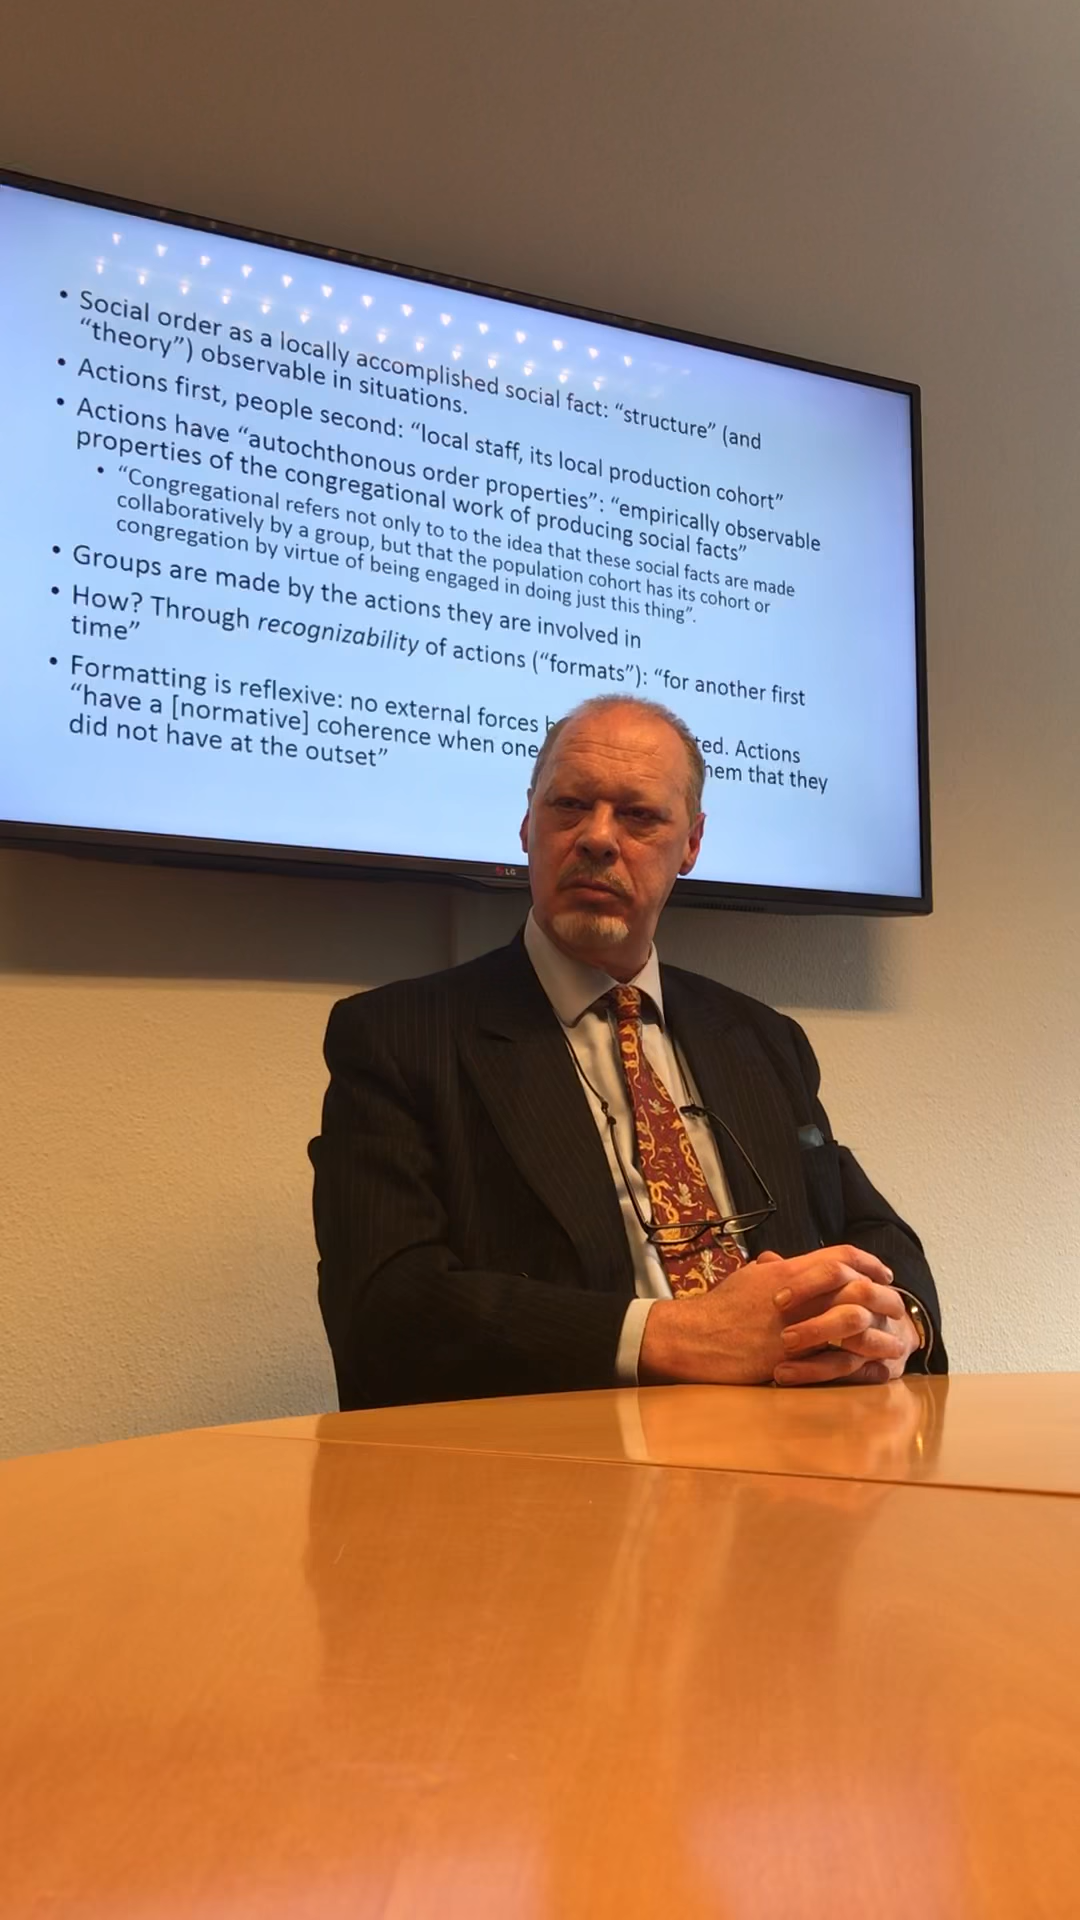 • Social order as a locally accomplished social fact: “structure” (and
“theory”) observable in situations.
• Actions first, people second: “local staff, its local production cohort”
• Actions have “autochthonous order properties”: “empirically observable
properties of the congregational work of producing social facts”
• “Congregational refers not only to to the idea that these social facts are made
collaboratively by a group, but that the population cohort has its cohort or
congregation by virtue of being engaged in doing just this thing”.
• Groups are made by the actions they are involved in
• How? Through recognizability of actions (“formats”): “for another first
time”
• Formatting is reflexive: no external forces Actions
“have a [normative] coherence when one that they
did not have at the outset”
LG